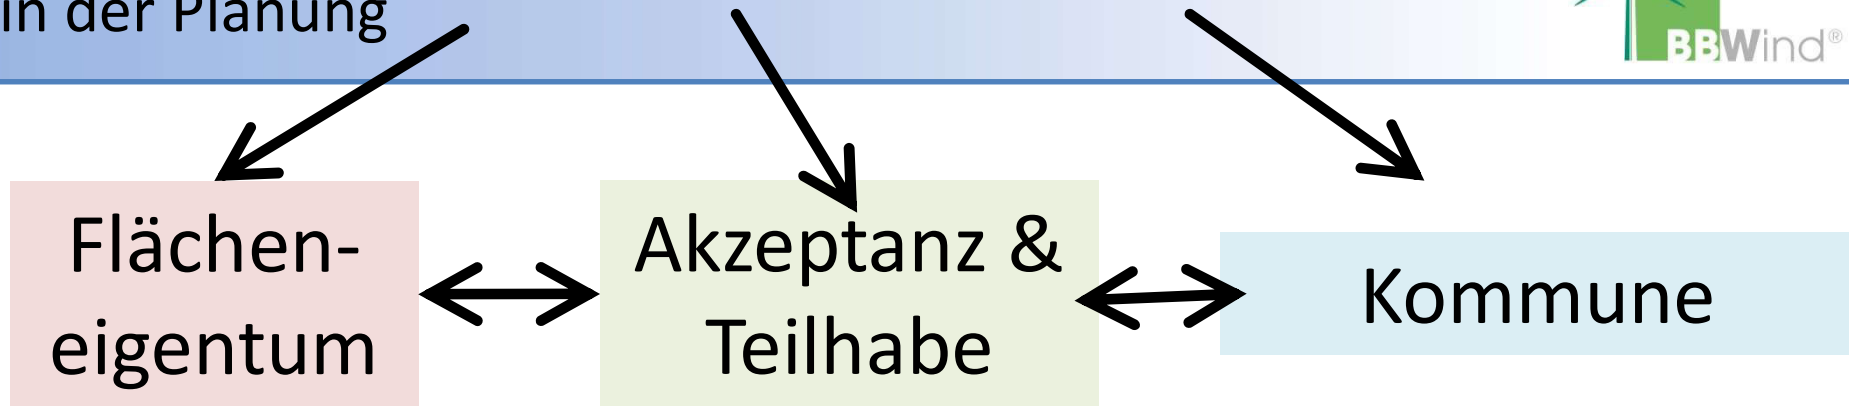 in der Planung
BBWind®
Flächen-
eigentum
Akzeptanz &
Teilhabe
Kommune